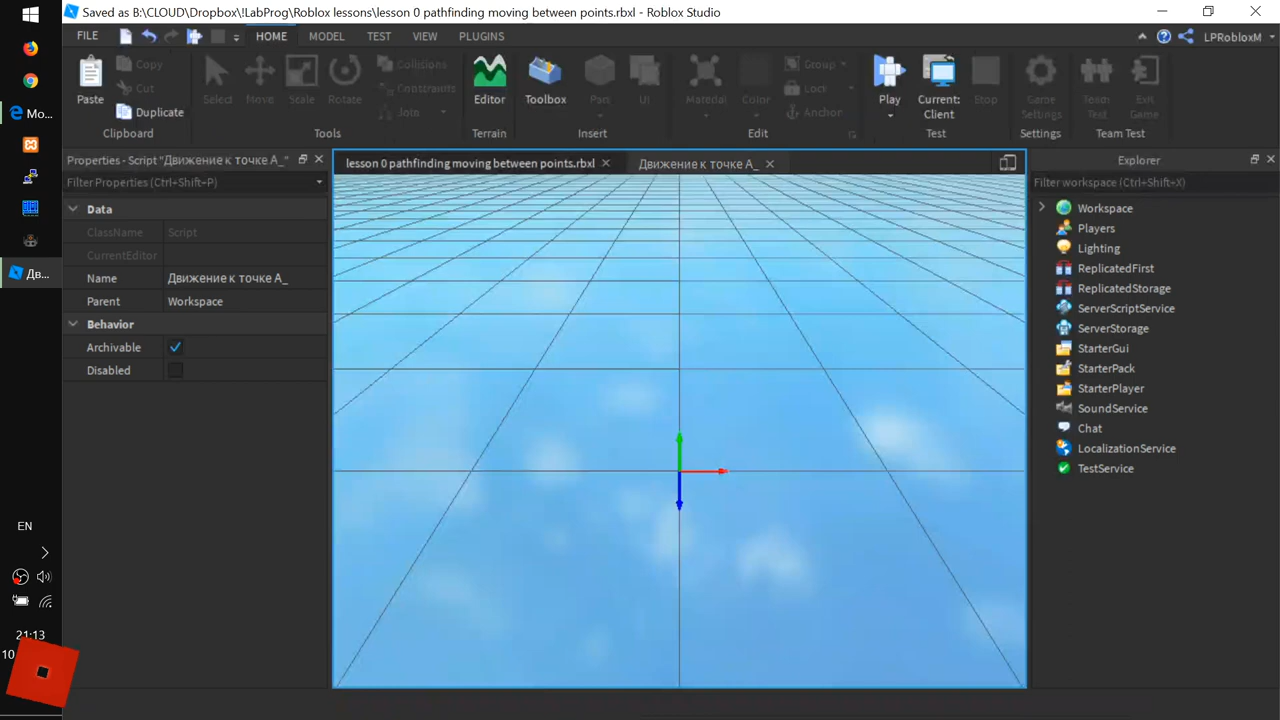 Saved as B:\CLOUD\Dropbox\!LabProg\Roblox lessons\lesson 0 pathfinding moving between points.rbxl - Roblox Studio
FILE HOME MODEL TEST VIEW PLUGINS LPRobloxM
Paste
Copy
Cut
Duplicate
Clipboard
Select
Move
Scale
Rotate
Collisions
Constraints
Join
Tools
Editor
Terrain
Toolbox
Part
UI
Insert
Material
Color
Group
Lock
Anchor
Edit
Play
Current:
Client
Stop
Test
Game
Settings
Settings
Team
Test
Exit
Game
Team Test
Properties - Script "Движение к точке A_"
Filter Properties (Ctrl+Shift+P)
Data
ClassName Script
CurrentEditor
Name Движение к точке A_
Parent Workspace
Behavior
Archivable
Disabled
lesson 0 pathfinding moving between points.rbxl
Движение к точке A_
Explorer
Filter workspace (Ctrl+Shift+X)
Workspace
Players
Lighting
ReplicatedFirst
ReplicatedStorage
ServerScriptService
ServerStorage
StarterGui
StarterPack
StarterPlayer
SoundService
Chat
LocalizationService
TestService
Mo...
Дв...
EN
21:13
10